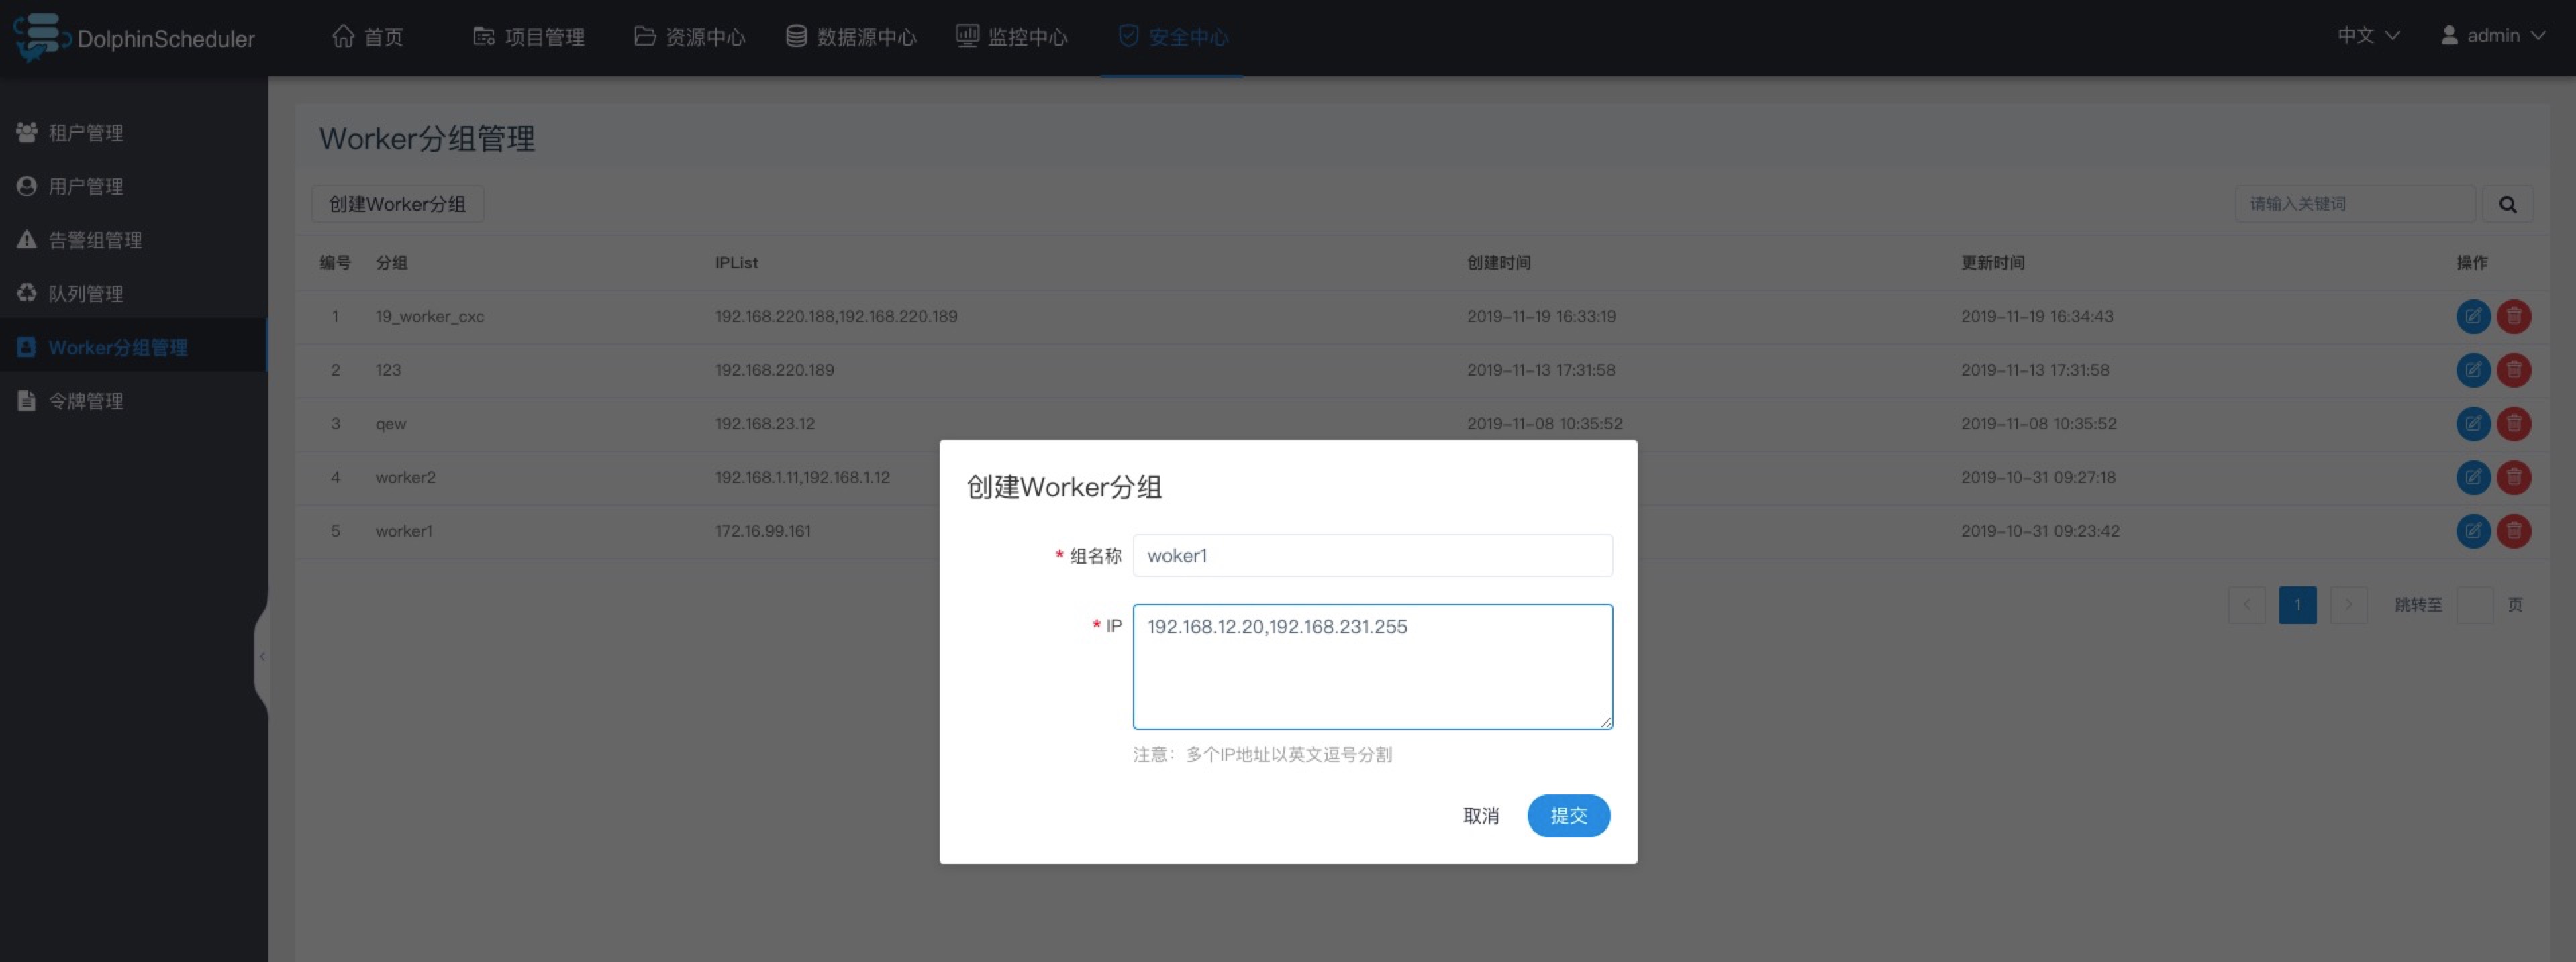 DolphinScheduler 首页 项目管理 资源中心 数据源中心 监控中心 安全中心 中文 admin
租户管理
用户管理
告警组管理
队列管理
Worker分组管理
令牌管理
Worker分组管理
创建Worker分组 请输入关键词
编号 分组 IPList 创建时间 更新时间 操作
1 19_worker_cxc 192.168.220.188,192.168.220.189 2019-11-19 16:33:19 2019-11-19 16:34:43
2 123 192.168.220.189 2019-11-13 17:31:58 2019-11-13 17:31:58
3 qew 192.168.23.12 2019-11-08 10:35:52 2019-11-08 10:35:52
4 worker2 192.168.1.11,192.168.1.12 2019-10-31 09:27:18
5 worker1 172.16.99.161 2019-10-31 09:23:42
1 跳转至 页
创建Worker分组
* 组名称 woker1
* IP 192.168.12.20,192.168.231.255
注意：多个IP地址以英文逗号分割
取消 提交